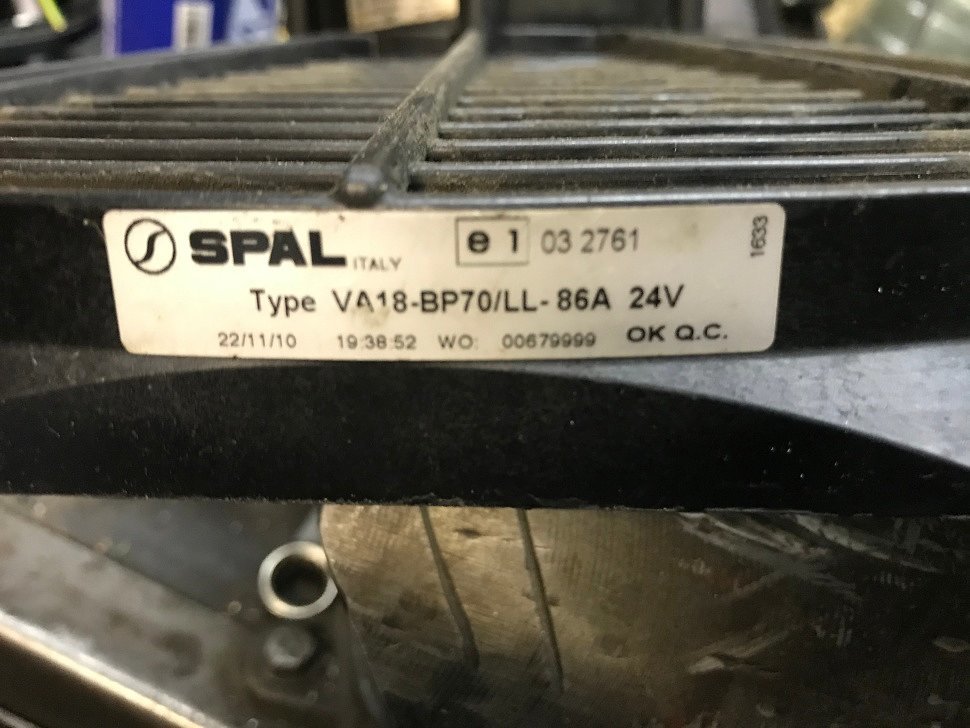 SPAL ITALY e 1 03 2761
1633
Type VA18-BP70/LL-86A 24V
22/11/10 19:38:52 WO: 00679999 OK Q.C.